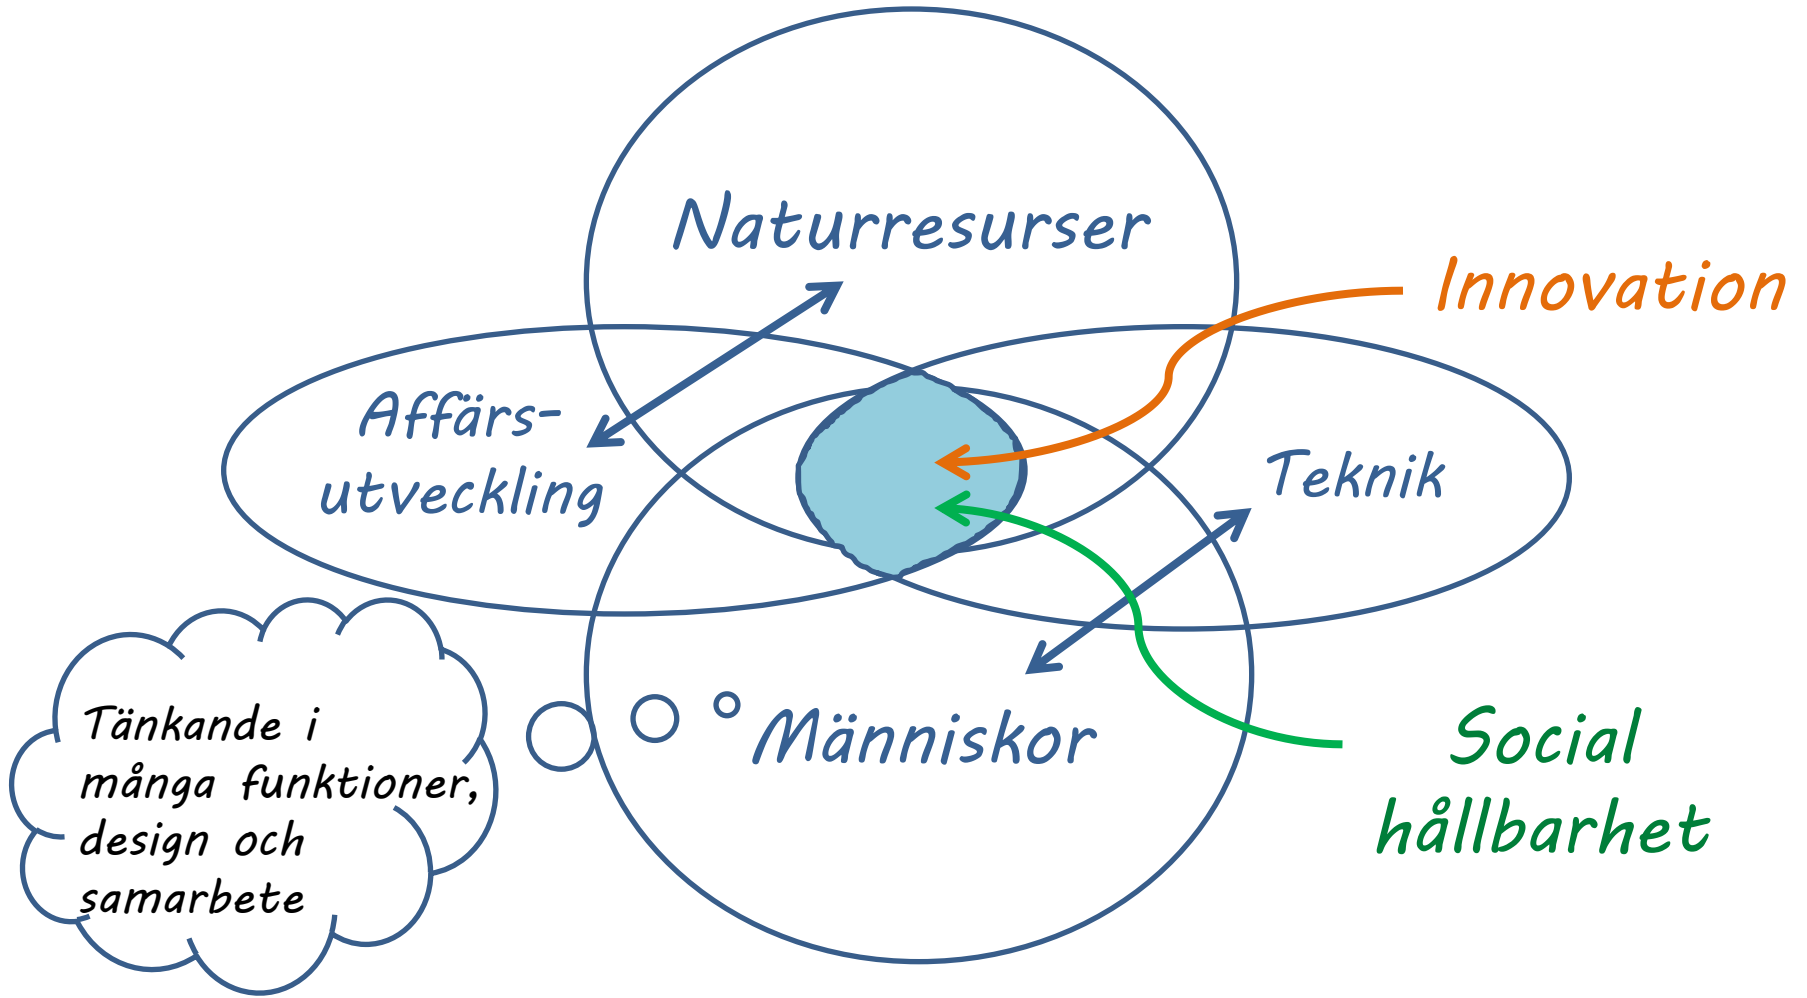 Naturresurser
Innovation
Affärs-
utveckling
Teknik
Tänkande i
många funktioner,
design och
samarbete
Människor
Social
hållbarhet